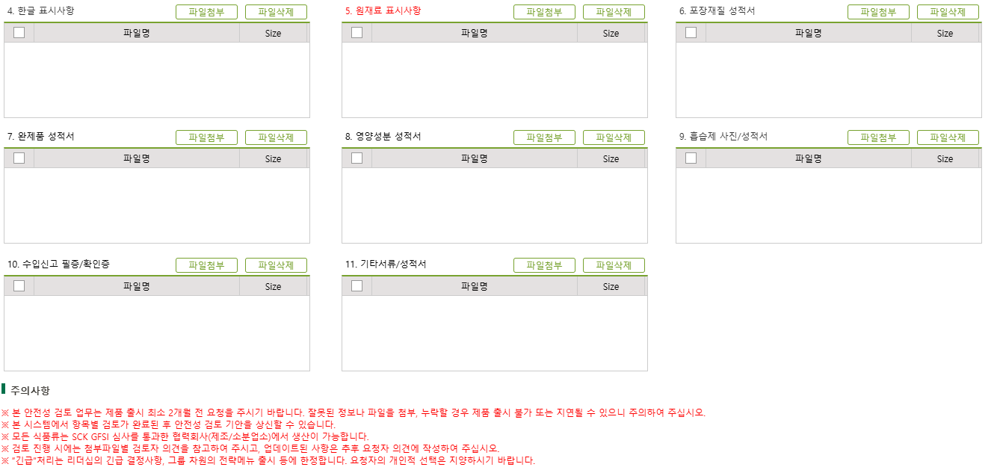 4. 한글 표시사항 파일첨부 파일삭제
5. 원재료 표시사항 파일첨부 파일삭제
6. 포장재질 성적서 파일첨부 파일삭제
파일명 Size
파일명 Size
파일명 Size
7. 완제품 성적서 파일첨부 파일삭제
8. 영양성분 성적서 파일첨부 파일삭제
9. 흡습제 사진/성적서 파일첨부 파일삭제
파일명 Size
파일명 Size
파일명 Size
10. 수입신고 필증/확인증 파일첨부 파일삭제
11. 기타서류/성적서 파일첨부 파일삭제
파일명 Size
파일명 Size
주의사항
※ 본 안전성 검토 업무는 제품 출시 최소 2개월 전 요청을 주시기 바랍니다. 잘못된 정보나 파일을 첨부, 누락할 경우 제품 출시 불가 또는 지연될 수 있으니 주의하여 주십시오.
※ 본 시스템에서 항목별 검토가 완료된 후 안전성 검토 기안을 상신할 수 있습니다.
※ 모든 식품류는 SCK GFSI 심사를 통과한 협력회사(제조/소분업소)에서 생산이 가능합니다.
※ 검토 진행 시에는 첨부파일별 검토자 의견을 참고하여 주시고, 업데이트된 사항은 추후 요청자 의견에 작성하여 주십시오.
※ "긴급"처리는 리더십의 긴급 결정사항, 그룹 차원의 전략메뉴 출시 등에 한정합니다. 요청자의 개인적 선택은 지양하시기 바랍니다.